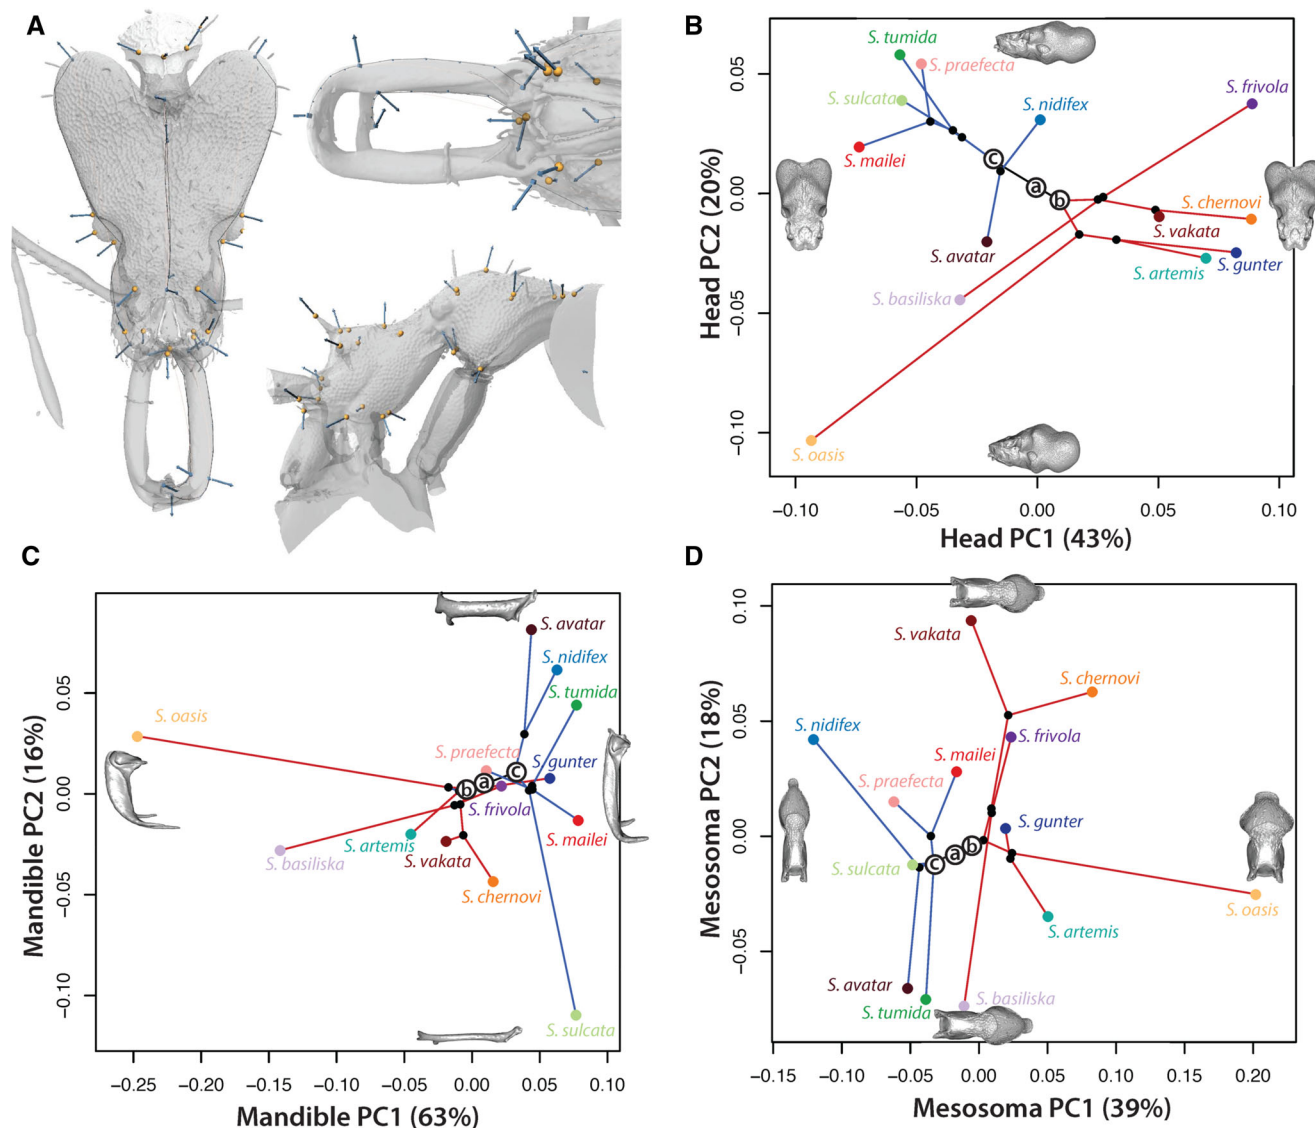 A
B
S. tumida
S. praefecta
S. sulcata
S. nidifex
S. frivola
S. mailei
S. chernovi
S. vakata
S. avatar
S. gunter
S. artemis
S. basiliska
S. oasis
c
a
b
Head PC2 (20%)
0.05
0.00
−0.05
−0.10
−0.10
−0.05
0.00
0.05
0.10
Head PC1 (43%)
C
S. avatar
S. nidifex
S. tumida
S. oasis
S. praefecta
S. gunter
b
a
c
S. frivola
S. mailei
S. artemis
S. basiliska
S. vakata
S. chernovi
S. sulcata
Mandible PC2 (16%)
0.05
0.00
−0.05
−0.10
−0.25
−0.20
−0.15
−0.10
−0.05
0.00
0.05
0.10
Mandible PC1 (63%)
D
S. vakata
S. chernovi
S. nidifex
S. frivola
S. mailei
S. praefecta
S. gunter
S. sulcata
c
a
b
S. oasis
S. artemis
S. avatar
S. basiliska
S. tumida
Mesosoma PC2 (18%)
0.10
0.05
0.00
−0.05
−0.15
−0.10
−0.05
0.00
0.05
0.10
0.15
0.20
Mesosoma PC1 (39%)